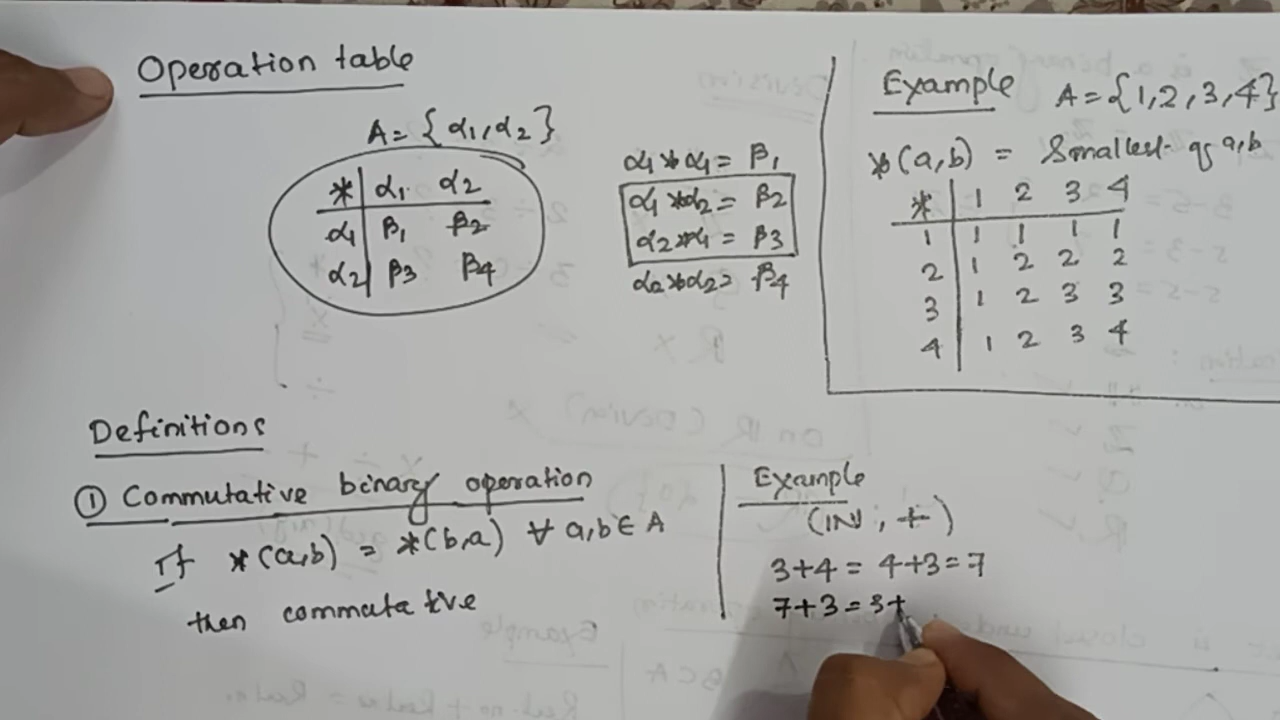 Operation table
A = {α1, α2}
* | α1 α2
α1 | β1 β2
α2 | β3 β4
α1 * α1 = β1
α1 * α2 = β2
α2 * α1 = β3
α2 * α2 = β4
Example A = {1, 2, 3, 4}
*(a,b) = Smallest of a,b
* | 1 2 3 4
1 | 1 1 1 1
2 | 1 2 2 2
3 | 1 2 3 3
4 | 1 2 3 4
Definitions
① Commutative binary operation
If *(a,b) = *(b,a) ∀ a,b ∈ A
then commutative
Example
(IN, +)
3+4 = 4+3 = 7
7+3 = 3+